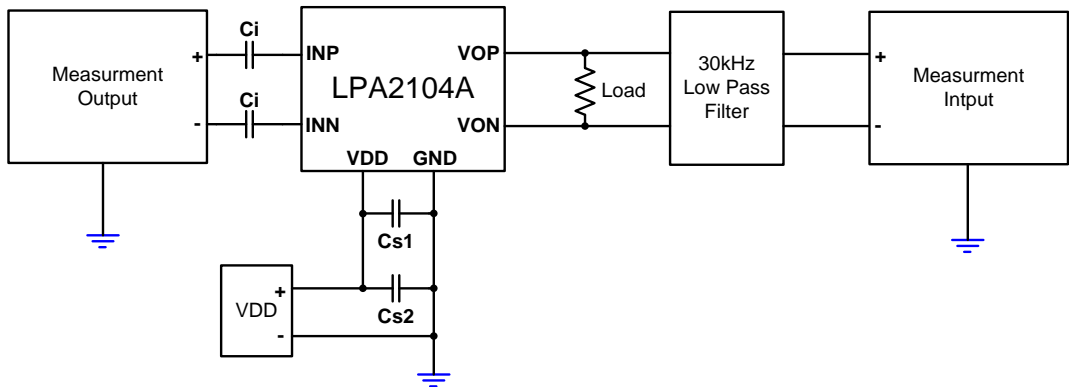 Measurment
Output
+
-
Ci
Ci
INP
INN
LPA2104A
VOP
VON
VDD
GND
Load
30kHz
Low Pass
Filter
+
-
Measurment
Intput
Cs1
Cs2
VDD
+
-